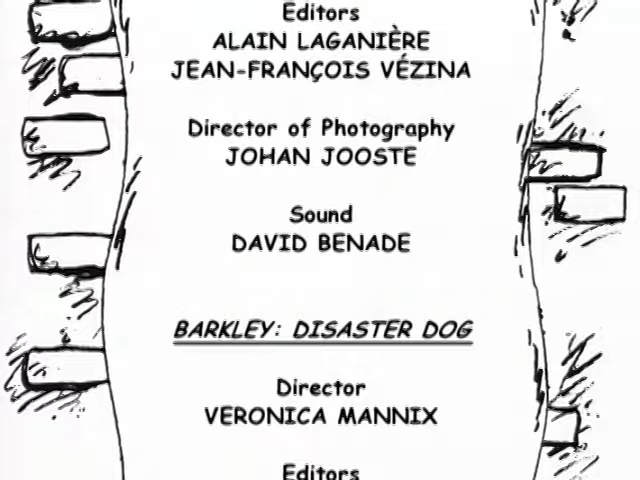 Editors
ALAIN LAGANIÈRE
JEAN-FRANÇOIS VÉZINA
Director of Photography
JOHAN JOOSTE
Sound
DAVID BENADE
BARKLEY: DISASTER DOG
Director
VERONICA MANNIX
Editors